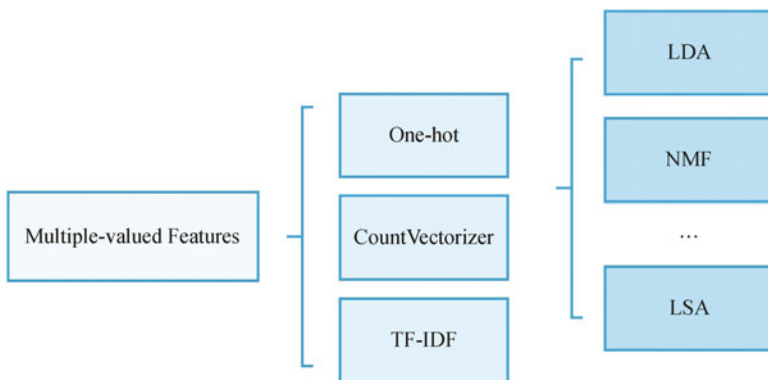 Multiple-valued Features
One-hot
CountVectorizer
TF-IDF
LDA
NMF
...
LSA